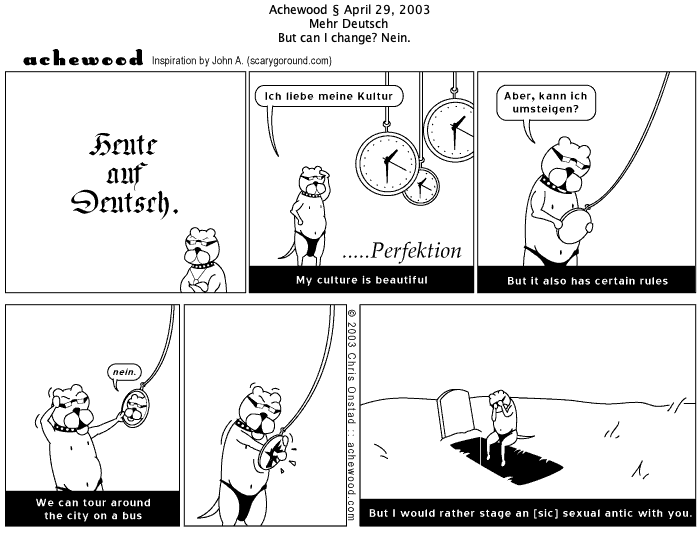 Achewood § April 29, 2003
Mehr Deutsch
But can I change? Nein.
achewood Inspiration by John A. (scarygoround.com)
Heute
auf
Deutsch.
Ich liebe meine Kultur
.....Perfektion
My culture is beautiful
Aber, kann ich
umsteigen?
But it also has certain rules
nein.
We can tour around
the city on a bus
© 2003 Chris Onstad :: achewood.com
But I would rather stage an [sic] sexual antic with you.